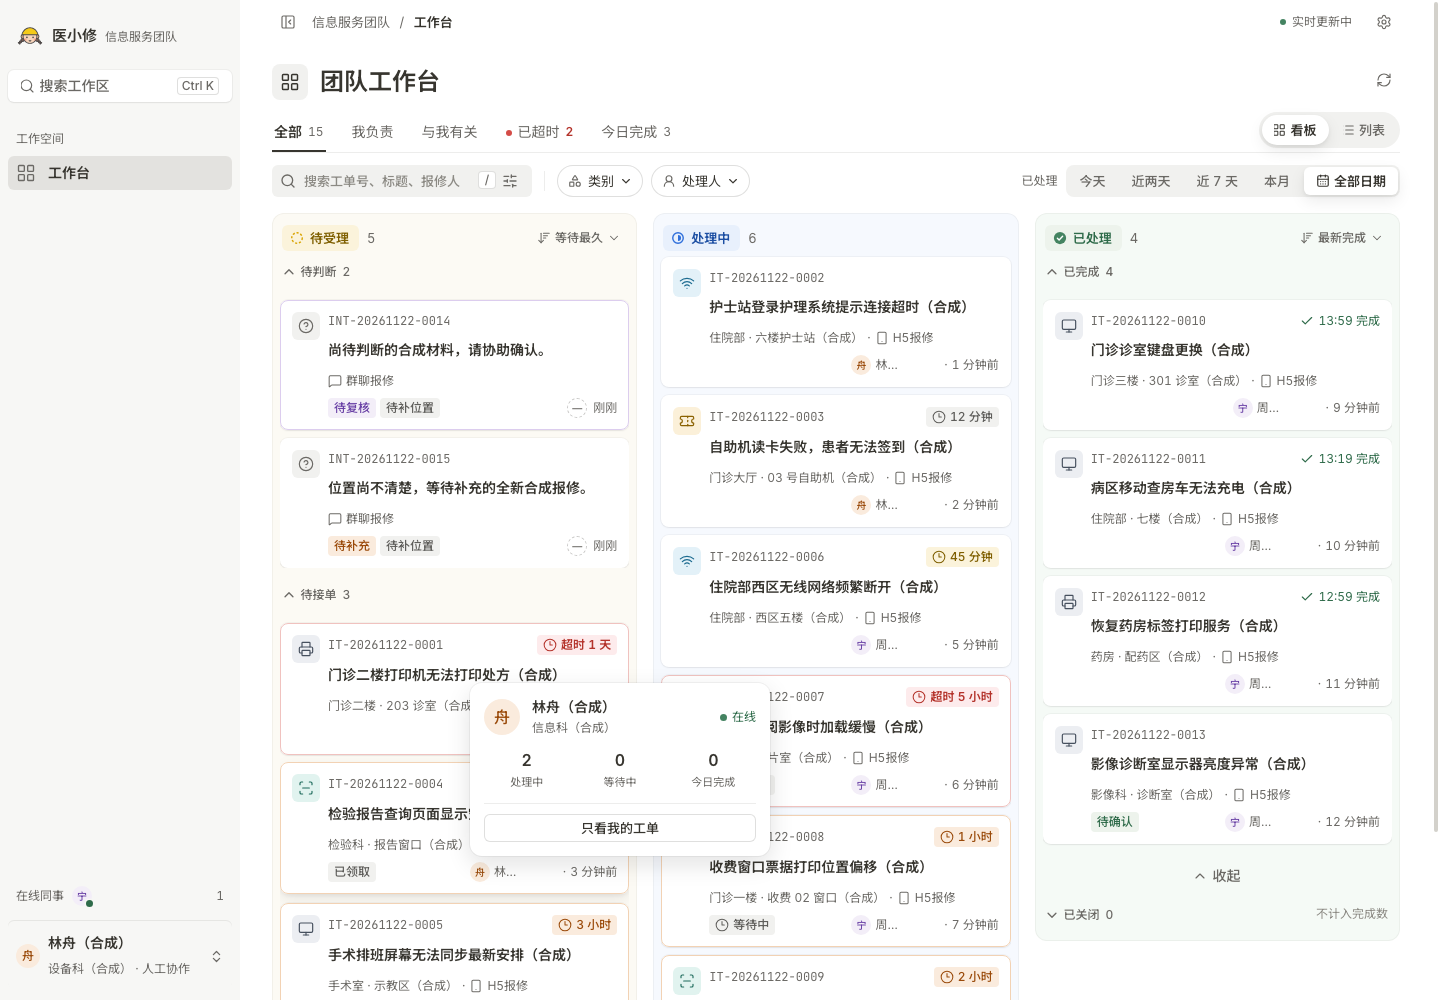 医小修 信息服务团队
搜索工作区 Ctrl K
工作空间
工作台
在线同事 宁 1
舟 林舟（合成）
设备科（合成） · 人工协作
信息服务团队 / 工作台
实时更新中
团队工作台
全部 15 我负责 与我有关 已超时 2 今日完成 3
看板 列表
搜索工单号、标题、报修人 /
类别 处理人
已处理 今天 近两天 近 7 天 本月 全部日期
待受理 5 等待最久
待判断 2
INT-20261122-0014
尚待判断的合成材料，请协助确认。
群聊报修
待复核 待补位置 刚刚
INT-20261122-0015
位置尚不清楚，等待补充的全新合成报修。
群聊报修
待补充 待补位置 刚刚
待接单 3
IT-20261122-0001 超时 1 天
门诊二楼打印机无法打印处方（合成）
门诊二楼 · 203 诊室（合成
IT-20261122-0004
检验报告查询页面显示
检验科 · 报告窗口（合成）
已领取 舟 林... · 3 分钟前
IT-20261122-0005 3 小时
手术排班屏幕无法同步最新安排（合成）
手术室 · 示教区（合成） · H5报修
舟 林舟（合成）
信息科（合成）
在线
2 0 0
处理中 等待中 今日完成
只看我的工单
处理中 6
IT-20261122-0002
护士站登录护理系统提示连接超时（合成）
住院部 · 六楼护士站（合成） · H5报修
舟 林... · 1 分钟前
IT-20261122-0003 12 分钟
自助机读卡失败，患者无法签到（合成）
门诊大厅 · 03 号自助机（合成） · H5报修
舟 林... · 2 分钟前
IT-20261122-0006 45 分钟
住院部西区无线网络频繁断开（合成）
住院部 · 西区五楼（合成） · H5报修
宁 周... · 5 分钟前
122-0007 超时 5 小时
阅影像时加载缓慢（合成）
片室（合成） · H5报修
宁 周... · 6 分钟前
122-0008 1 小时
收费窗口票据打印位置偏移（合成）
门诊一楼 · 收费 02 窗口（合成） · H5报修
等待中 宁 周... · 7 分钟前
IT-20261122-0009 2 小时
已处理 4 最新完成
已完成 4
IT-20261122-0010 13:59 完成
门诊诊室键盘更换（合成）
门诊三楼 · 301 诊室（合成） · H5报修
宁 周... · 9 分钟前
IT-20261122-0011 13:19 完成
病区移动查房车无法充电（合成）
住院部 · 七楼（合成） · H5报修
宁 周... · 10 分钟前
IT-20261122-0012 12:59 完成
恢复药房标签打印服务（合成）
药房 · 配药区（合成） · H5报修
宁 周... · 11 分钟前
IT-20261122-0013
影像诊断室显示器亮度异常（合成）
影像科 · 诊断室（合成） · H5报修
待确认 宁 周... · 12 分钟前
收起
已关闭 0 不计入完成数